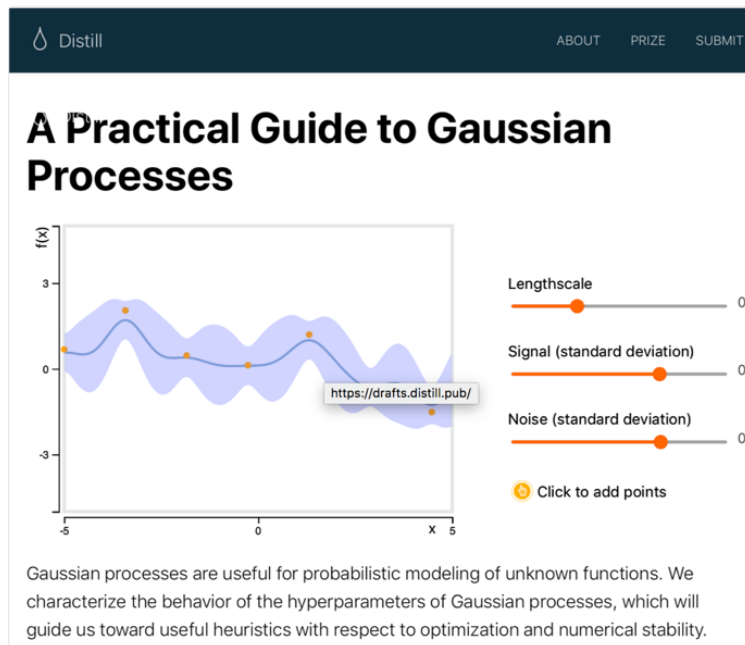 Distill
ABOUT PRIZE SUBMIT
A Practical Guide to Gaussian
Processes
f(x)
3
0
-3
-5
0
x
5
https://drafts.distill.pub/
Lengthscale
0
Signal (standard deviation)
0
Noise (standard deviation)
0
Click to add points
Gaussian processes are useful for probabilistic modeling of unknown functions. We
characterize the behavior of the hyperparameters of Gaussian processes, which will
guide us toward useful heuristics with respect to optimization and numerical stability.